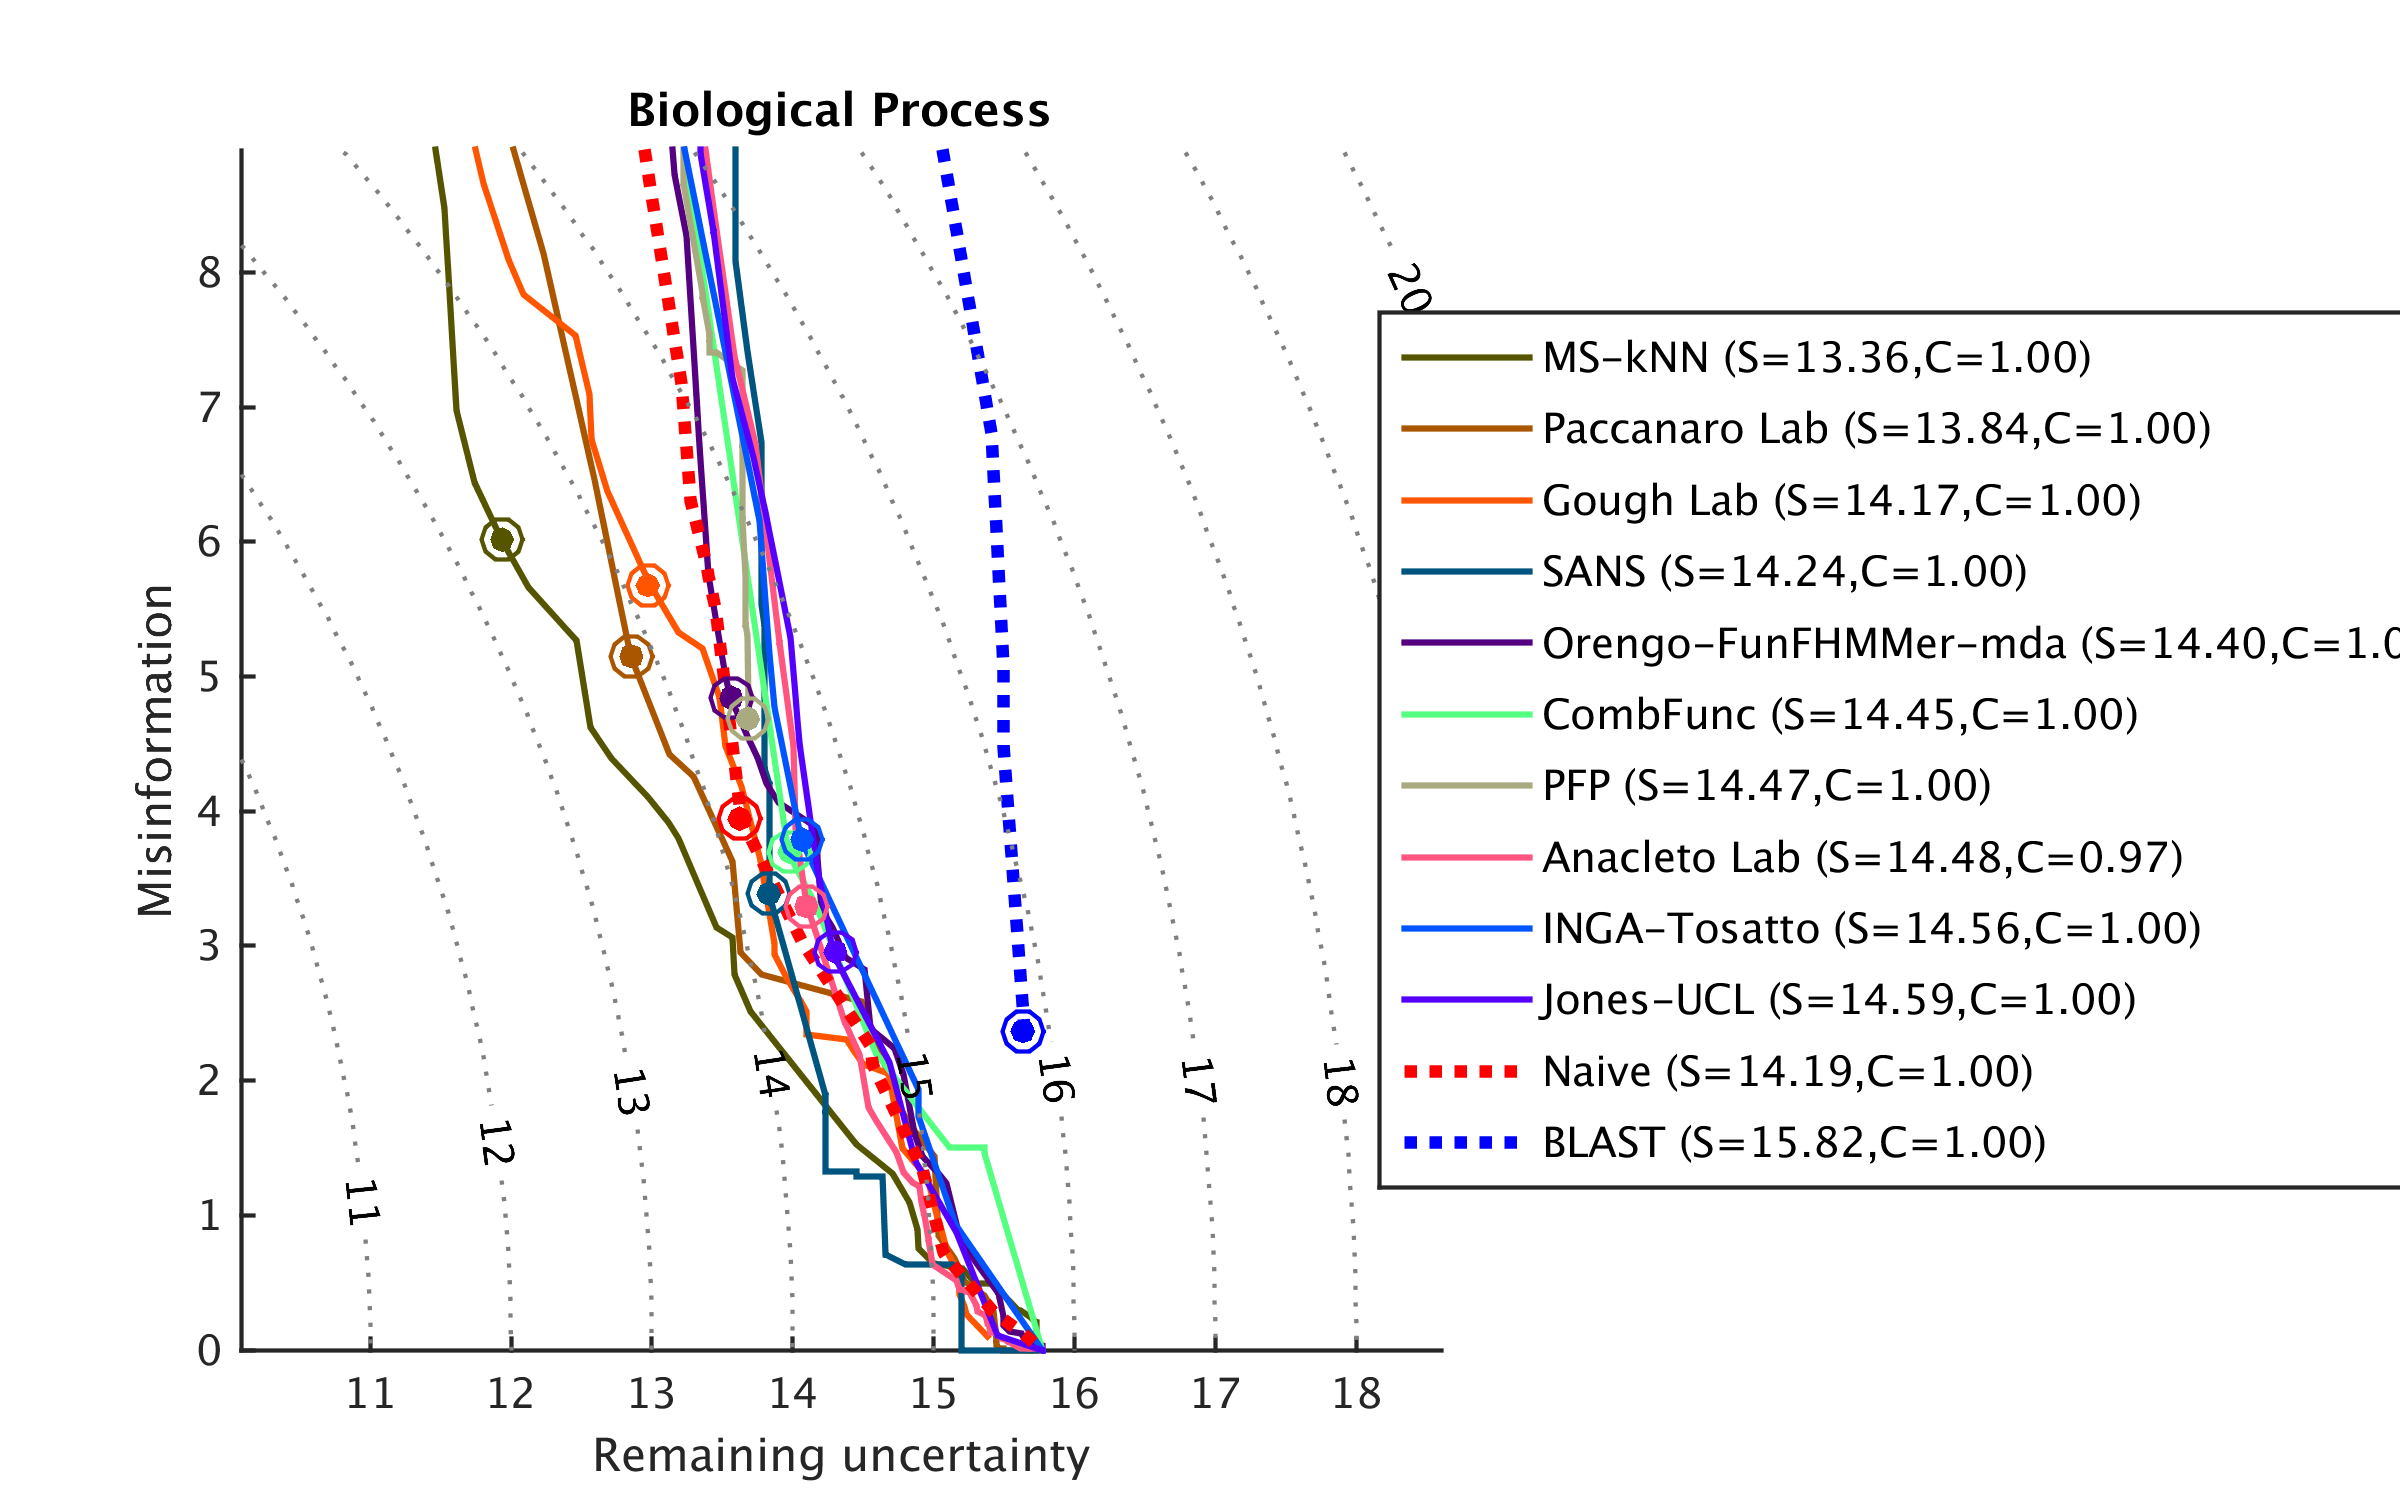 Biological Process
Misinformation
8
7
6
5
4
3
2
1
0
11
12
13
14
15
16
17
18
20
11
12
13
14
15
16
17
18
Remaining uncertainty
MS-kNN (S=13.36,C=1.00)
Paccanaro Lab (S=13.84,C=1.00)
Gough Lab (S=14.17,C=1.00)
SANS (S=14.24,C=1.00)
Orengo-FunFHMMer-mda (S=14.40,C=1.0
CombFunc (S=14.45,C=1.00)
PFP (S=14.47,C=1.00)
Anacleto Lab (S=14.48,C=0.97)
INGA-Tosatto (S=14.56,C=1.00)
Jones-UCL (S=14.59,C=1.00)
Naive (S=14.19,C=1.00)
BLAST (S=15.82,C=1.00)